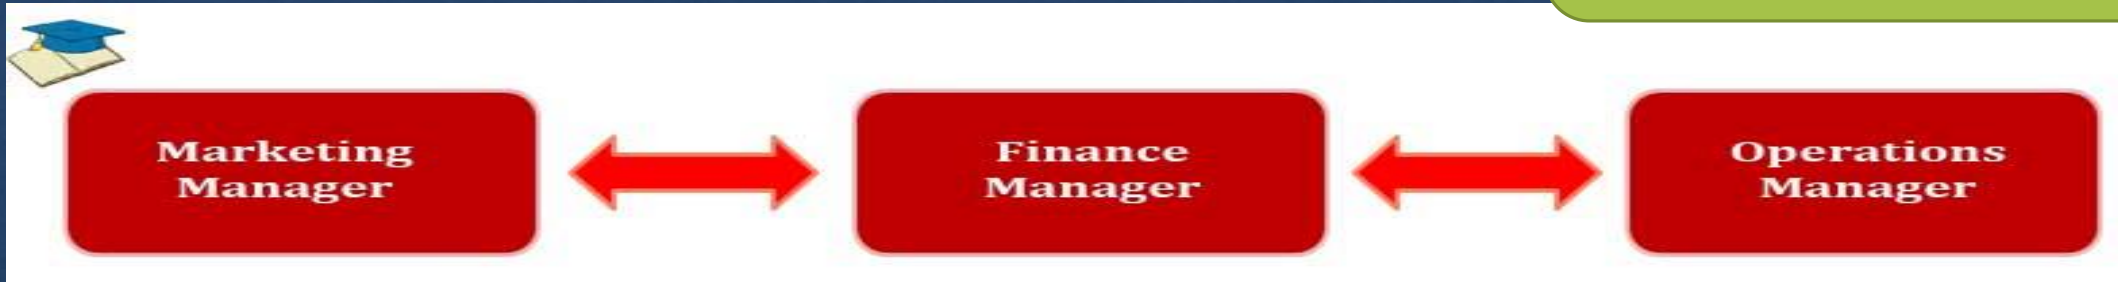 Marketing
Manager
Finance
Manager
Operations
Manager